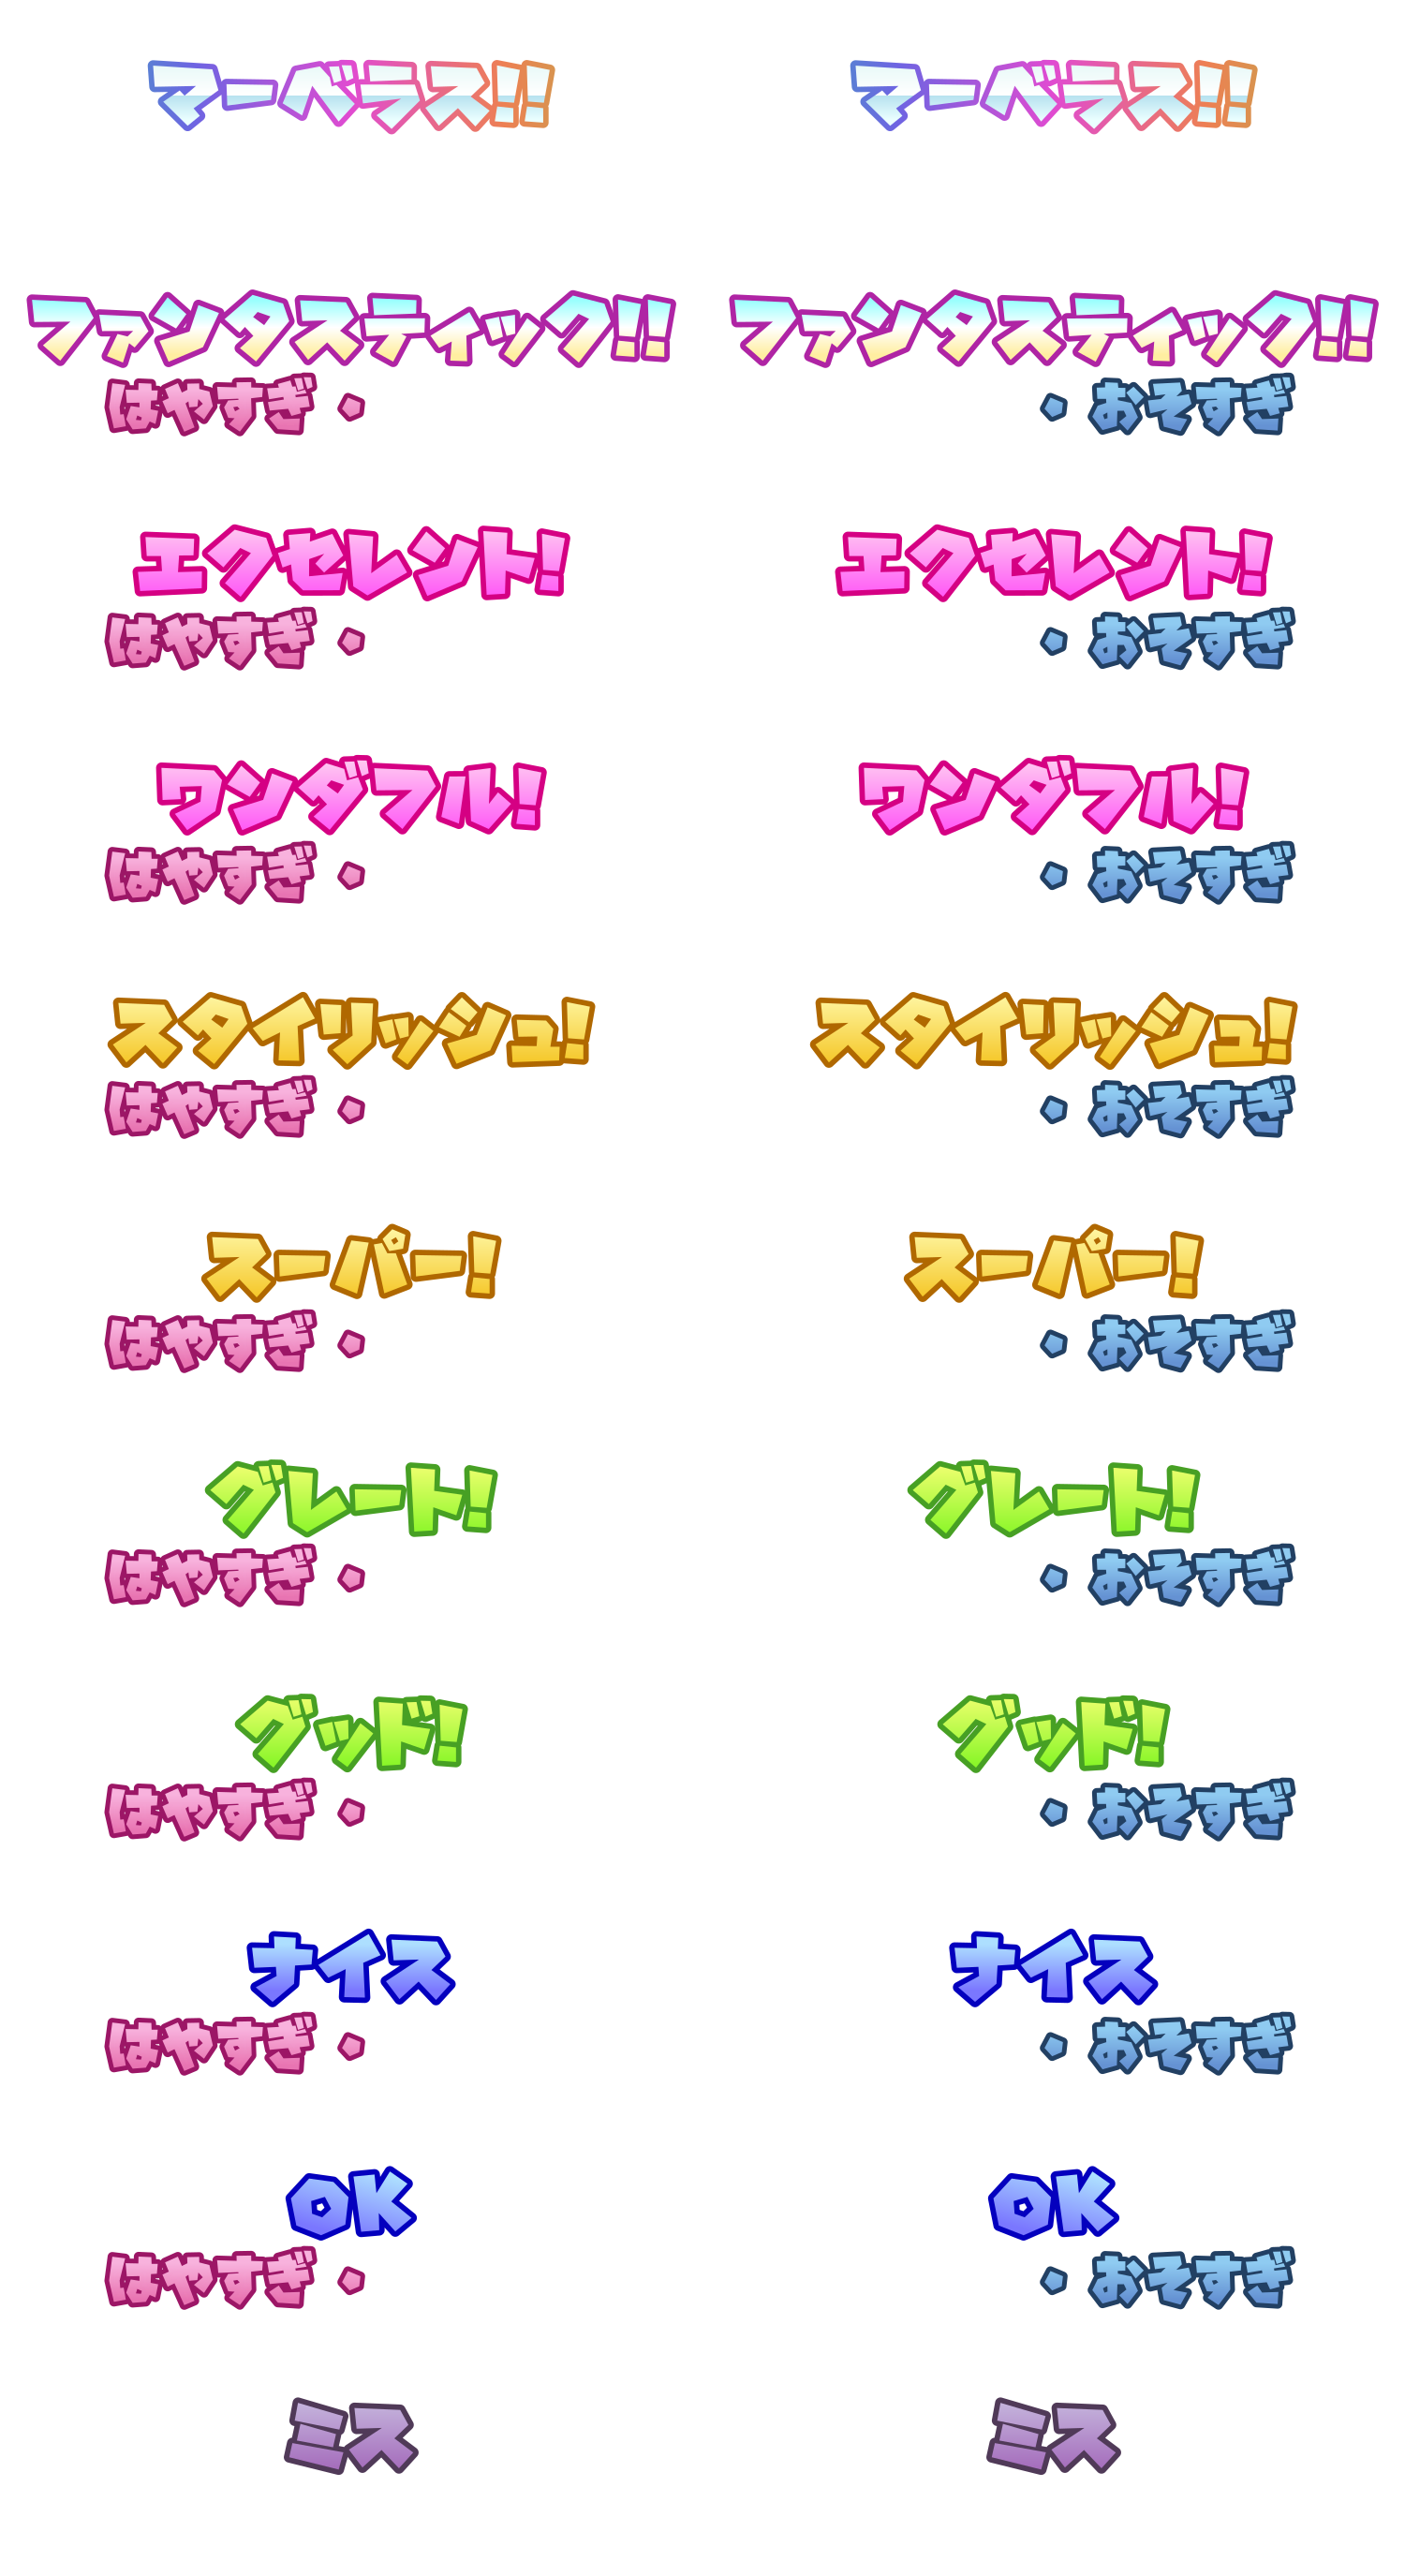 マーベラス!! マーベラス!!
ファンタスティック!! ファンタスティック!!
はやすぎ・ ・おそすぎ
エクセレント! エクセレント!
はやすぎ・ ・おそすぎ
ワンダフル! ワンダフル!
はやすぎ・ ・おそすぎ
スタイリッシュ! スタイリッシュ!
はやすぎ・ ・おそすぎ
スーパー! スーパー!
はやすぎ・ ・おそすぎ
グレート! グレート!
はやすぎ・ ・おそすぎ
グッド! グッド!
はやすぎ・ ・おそすぎ
ナイス ナイス
はやすぎ・ ・おそすぎ
OK OK
はやすぎ・ ・おそすぎ
ミス ミス